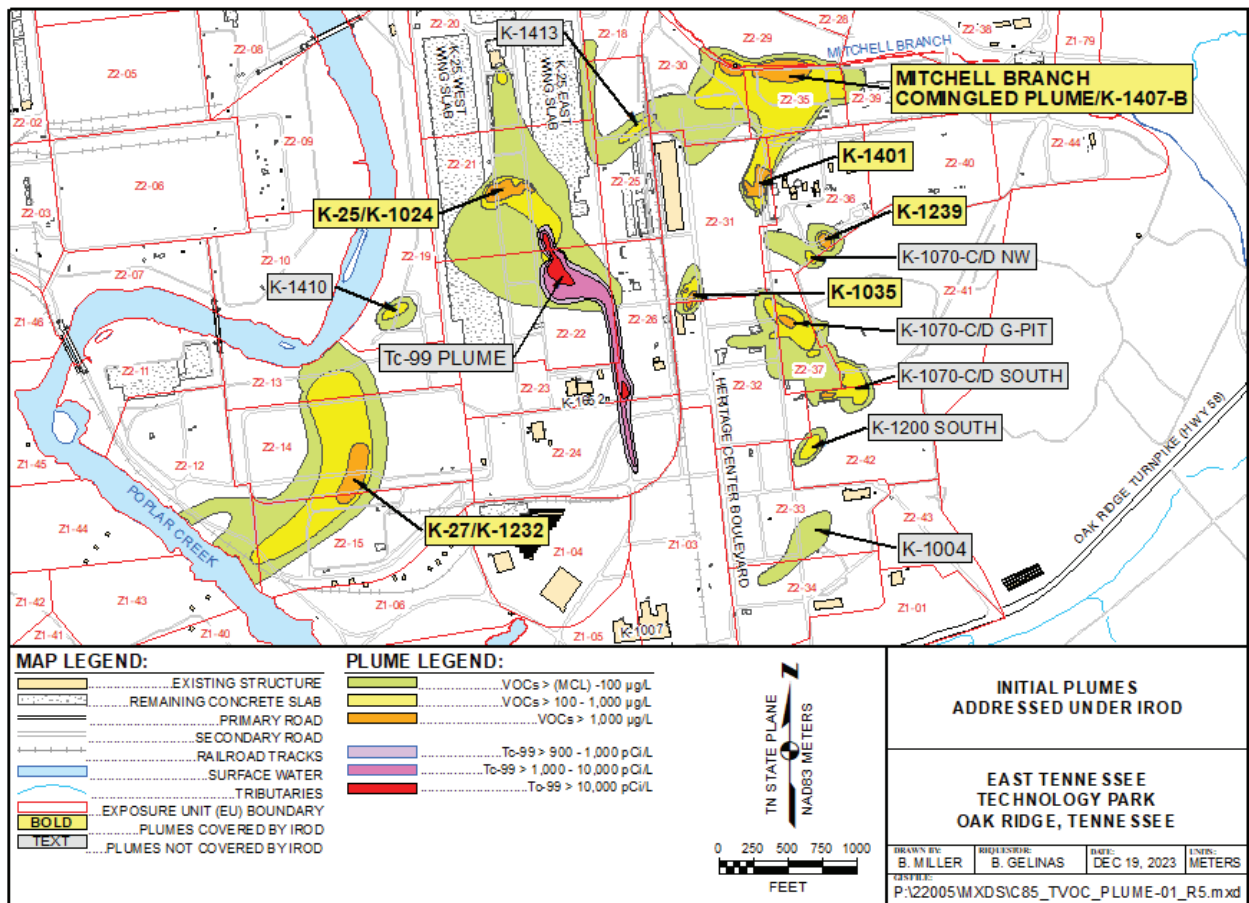 Z2-20
K-1413
Z2-18
Z2-29
Z2-28
Z2-38
Z1-79
Z2-08
Z2-05
K-25 WEST
WING SLAB
K-25 EAST
WING SLAB
Z2-30
MITCHELL BRANCH
MITCHELL BRANCH
COMINGLED PLUME/K-1407-B
Z2-35
Z2-39
Z2-02
Z2-09
Z2-21
Z2-25
Z2-44
Z2-40
K-1401
Z2-06
Z2-03
K-25/K-1024
Z2-31
Z2-36
K-1239
Z2-10
Z2-19
K-1070-C/D NW
Z2-07
K-1410
K-1035
Z2-41
Z1-46
Z2-22
Z2-26
K-1070-C/D G-PIT
Tc-99 PLUME
Z2-11
Z2-13
Z2-23
Z2-32
Z2-37
K-1070-C/D SOUTH
HERITAGE CENTER BOULEVARD
Z2-14
Z2-24
K-1200 SOUTH
Z2-42
Z1-45
Z2-12
OAK RIDGE TURNPIKE (HWY 58)
POPLAR CREEK
K-27/K-1232
Z2-33
Z2-43
Z1-44
Z2-15
Z1-04
Z1-03
K-1004
Z1-42
Z1-43
Z1-06
Z2-34
Z1-01
Z1-41
Z1-40
Z1-05
K-1007
MAP LEGEND:
EXISTING STRUCTURE
REMAINING CONCRETE SLAB
PRIMARY ROAD
SECONDARY ROAD
RAILROAD TRACKS
SURFACE WATER
TRIBUTARIES
EXPOSURE UNIT (EU) BOUNDARY
BOLD PLUMES COVERED BY IROD
TEXT PLUMES NOT COVERED BY IROD
PLUME LEGEND:
VOCs > (MCL) -100 µg/L
VOCs > 100 - 1,000 µg/L
VOCs > 1,000 µg/L
Tc-99 > 900 - 1,000 pCi/L
Tc-99 > 1,000 - 10,000 pCi/L
Tc-99 > 10,000 pCi/L
Z
TN STATE PLANE
NAD83 METERS
0 250 500 750 1000
FEET
INITIAL PLUMES
ADDRESSED UNDER IROD
EAST TENNESSEE
TECHNOLOGY PARK
OAK RIDGE, TENNESSEE
DRAWN BY: REQUESTOR: DATE: UNITS:
B. MILLER B. GELINAS DEC 19, 2023 METERS
GIS FILE:
P:\22005\MXDS\C85_TVOC_PLUME-01_R5.mxd